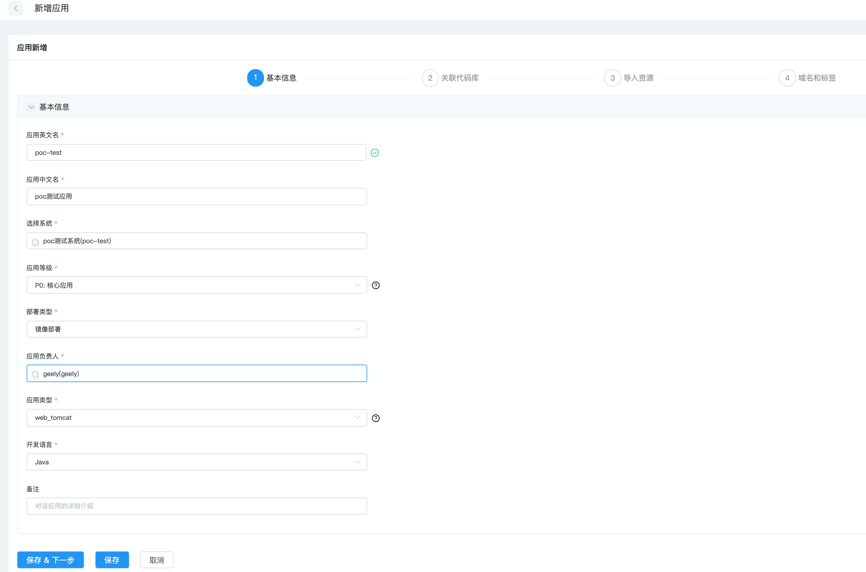 新增应用
应用新增
1 基本信息 2 关联代码库 3 导入资源 4 域名和标签
基本信息
应用英文名 *
poc-test
应用中文名 *
poc测试应用
选择系统 *
poc测试系统(poc-test)
应用等级 *
P0: 核心应用
部署类型 *
镜像部署
应用负责人 *
geely(geely)
应用类型 *
web_tomcat
开发语言 *
Java
备注
对该应用的详细介绍
保存 & 下一步 保存 取消